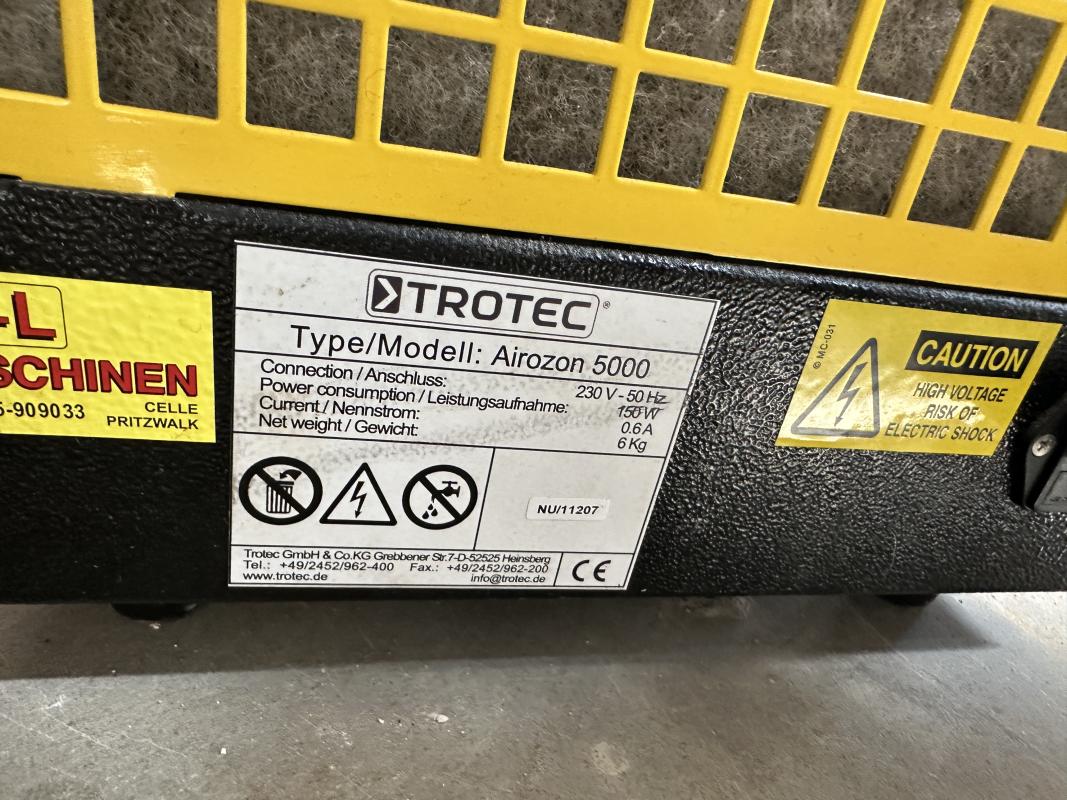 -L
SCHINEN
5-909033
CELLE
PRITZWALK
TROTEC®
Type/Modell: Airozon 5000
Connection / Anschluss: 230 V - 50 Hz
Power consumption / Leistungsaufnahme: 150 W
Current / Nennstrom: 0.6 A
Net weight / Gewicht: 6 Kg
NU/11207
Trotec GmbH & Co.KG Grebbener Str.7-D-52525 Heinsberg
Tel.: +49/2452/962-400 Fax.: +49/2452/962-200
www.trotec.de info@trotec.de
CE
© MC-031
CAUTION
HIGH VOLTAGE
RISK OF
ELECTRIC SHOCK